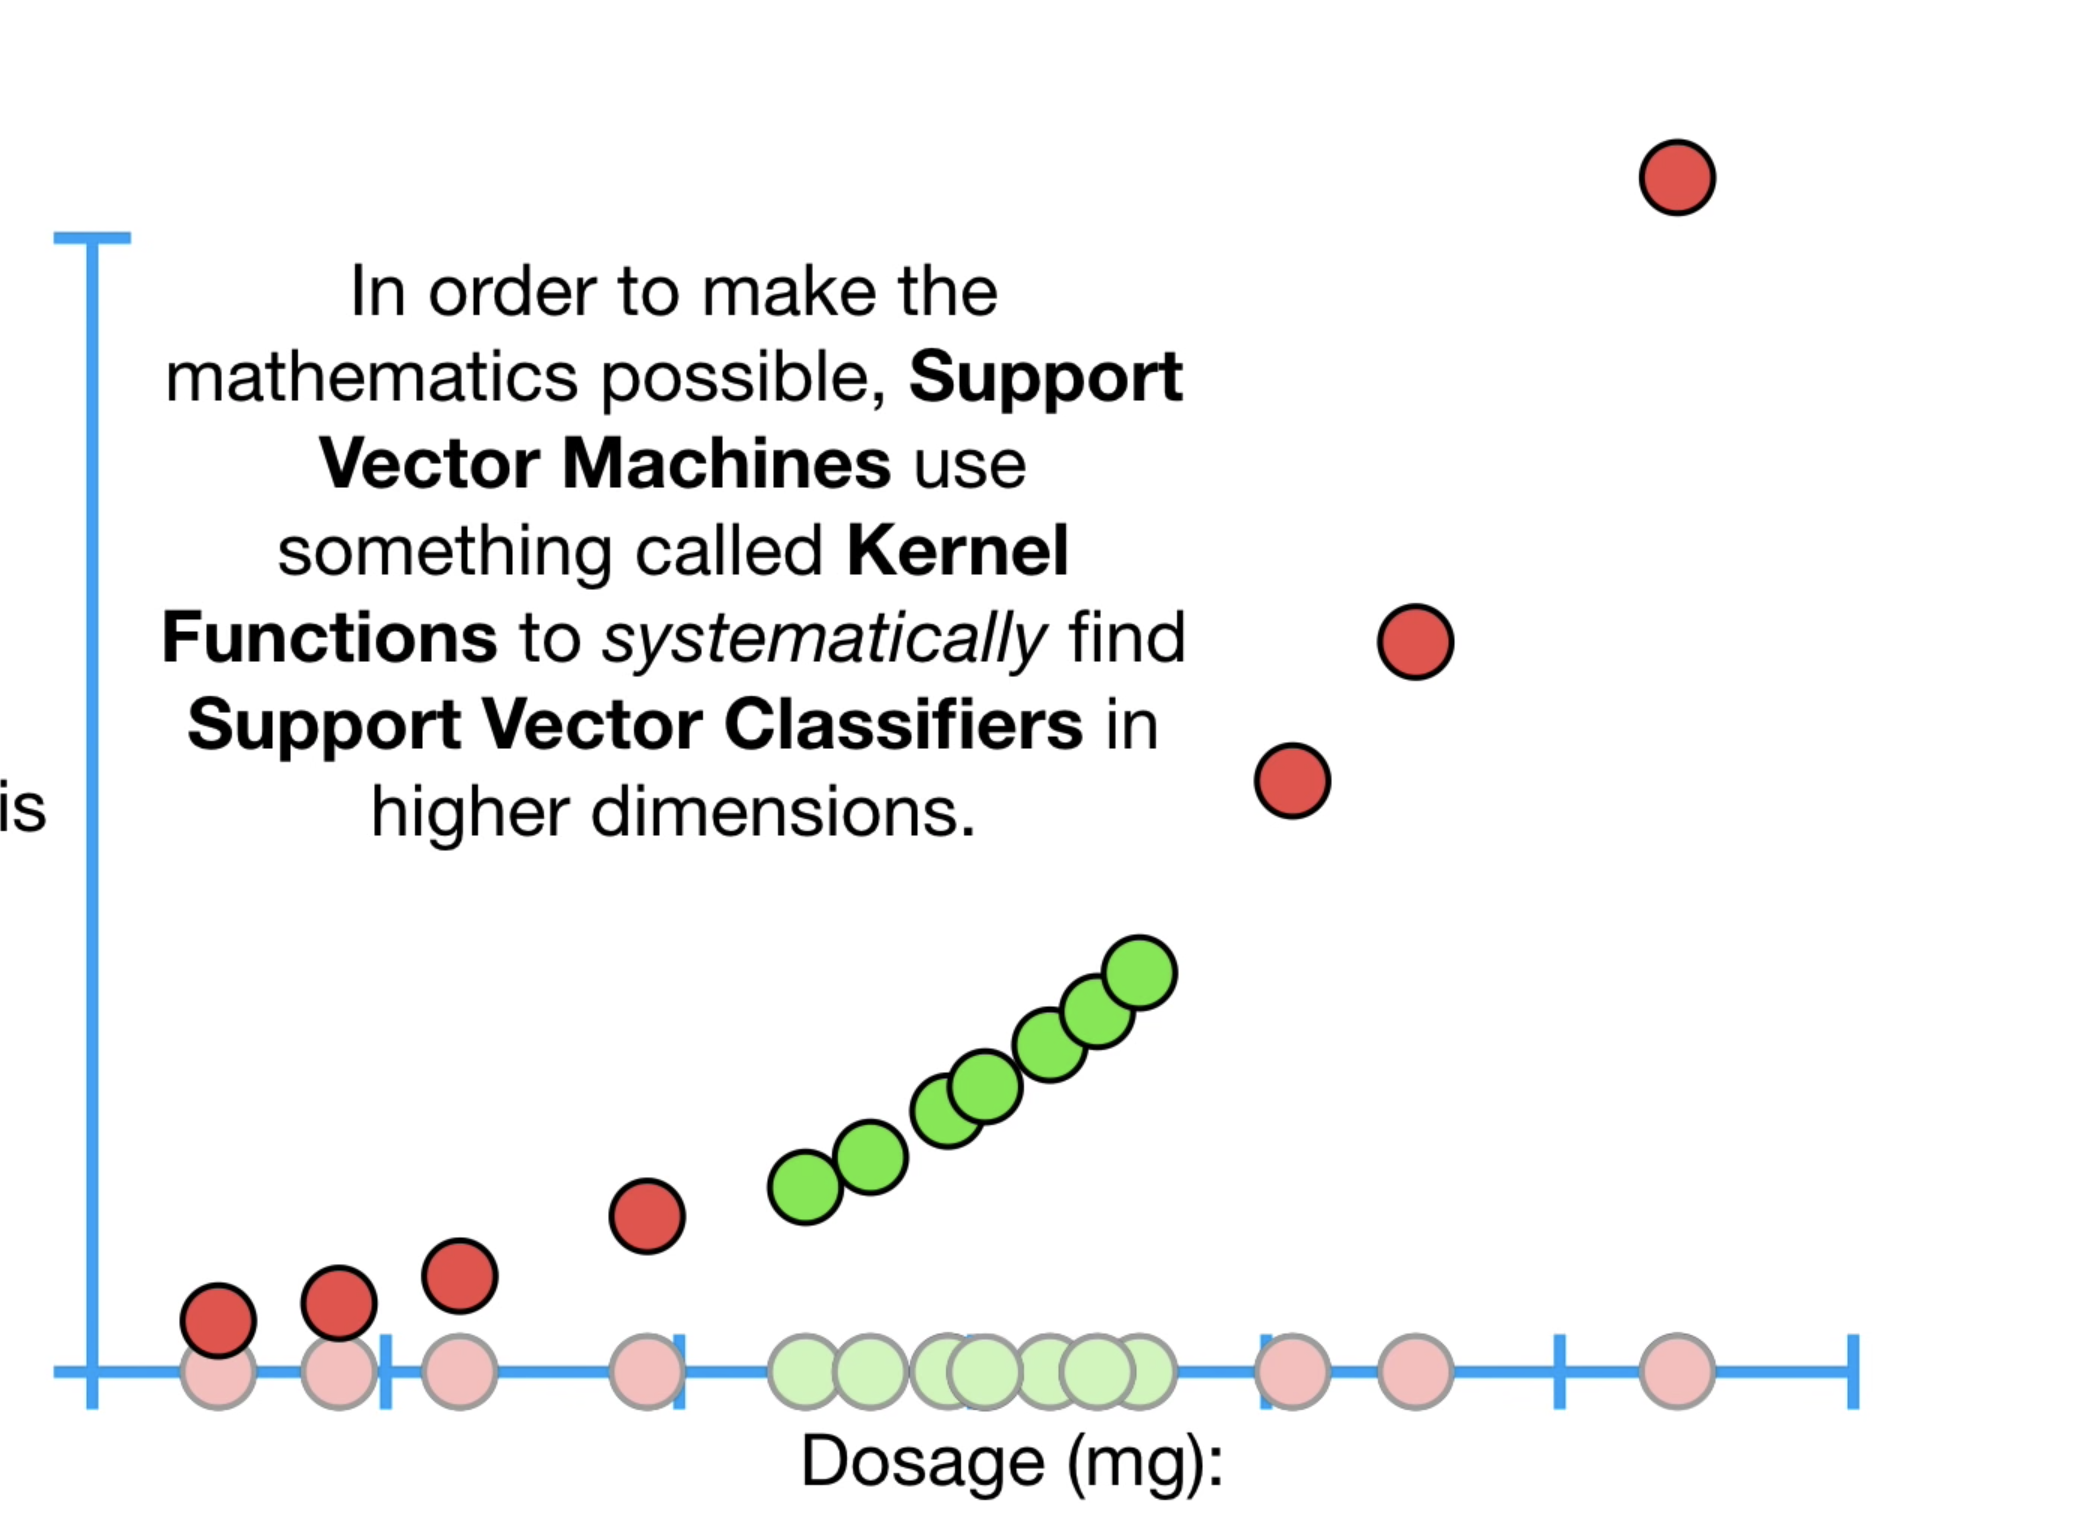 In order to make the
mathematics possible, Support
Vector Machines use
something called Kernel
Functions to systematically find
Support Vector Classifiers in
higher dimensions.
is
Dosage (mg):